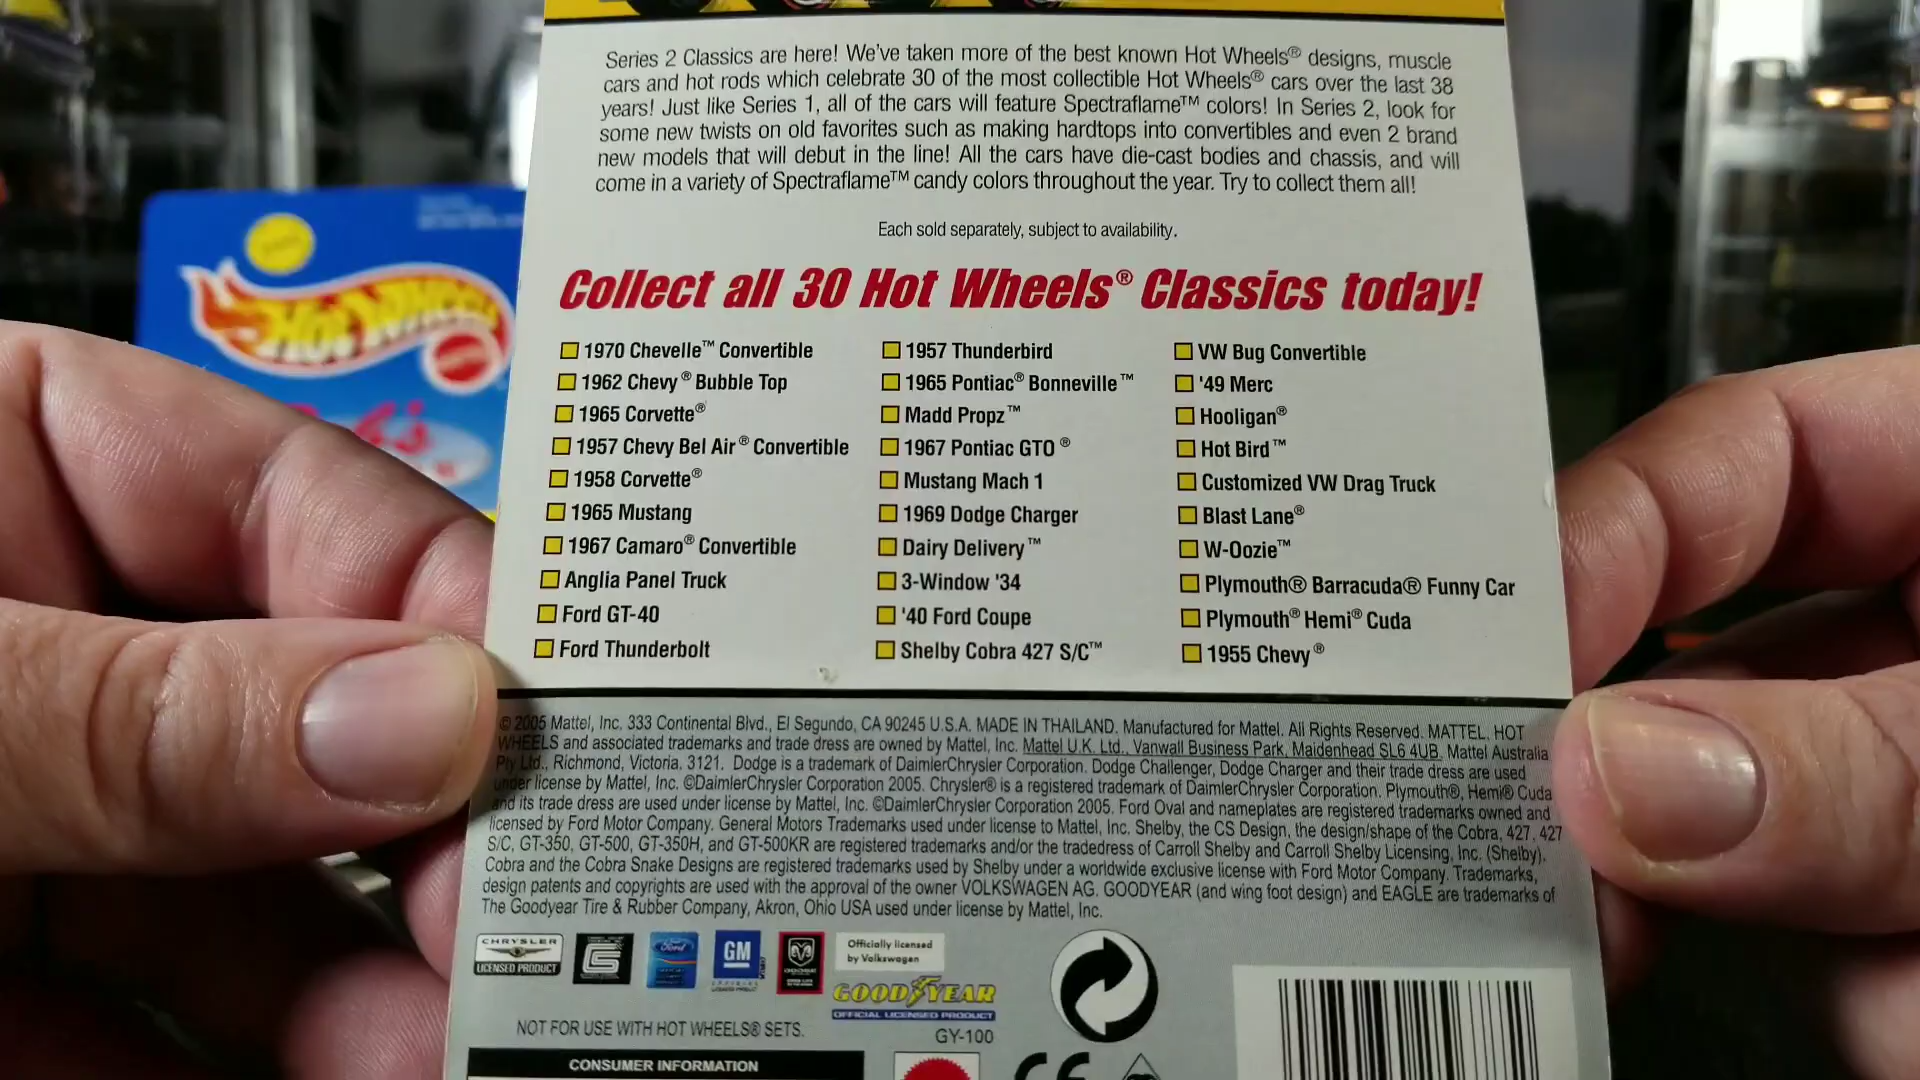 Series 2 Classics are here! We've taken more of the best known Hot Wheels® designs, muscle
cars and hot rods which celebrate 30 of the most collectible Hot Wheels® cars over the last 38
years! Just like Series 1, all of the cars will feature Spectraflame™ colors! In Series 2, look for
some new twists on old favorites such as making hardtops into convertibles and even 2 brand
new models that will debut in the line! All the cars have die-cast bodies and chassis, and will
come in a variety of Spectraflame™ candy colors throughout the year. Try to collect them all!
Each sold separately, subject to availability.
Collect all 30 Hot Wheels® Classics today!
1970 Chevelle™ Convertible
1962 Chevy® Bubble Top
1965 Corvette®
1957 Chevy Bel Air® Convertible
1958 Corvette®
1965 Mustang
1967 Camaro® Convertible
Anglia Panel Truck
Ford GT-40
Ford Thunderbolt
1957 Thunderbird
1965 Pontiac® Bonneville™
Madd Propz™
1967 Pontiac GTO®
Mustang Mach 1
1969 Dodge Charger
Dairy Delivery™
3-Window '34
'40 Ford Coupe
Shelby Cobra 427 S/C™
VW Bug Convertible
'49 Merc
Hooligan®
Hot Bird™
Customized VW Drag Truck
Blast Lane®
W-Oozie™
Plymouth® Barracuda® Funny Car
Plymouth® Hemi® Cuda
1955 Chevy®
© 2005 Mattel, Inc. 333 Continental Blvd., El Segundo, CA 90245 U.S.A. MADE IN THAILAND. Manufactured for Mattel. All Rights Reserved. MATTEL, HOT
WHEELS and associated trademarks and trade dress are owned by Mattel, Inc. Mattel U.K. Ltd., Vanwall Business Park, Maidenhead SL6 4UB. Mattel Australia
Pty Ltd., Richmond, Victoria. 3121. Dodge is a trademark of DaimlerChrysler Corporation. Dodge Challenger, Dodge Charger and their trade dress are used
under license by Mattel, Inc. ©DaimlerChrysler Corporation 2005. Chrysler® is a registered trademark of DaimlerChrysler Corporation. Plymouth®, Hemi® Cuda
and its trade dress are used under license by Mattel, Inc. ©DaimlerChrysler Corporation 2005. Ford Oval and nameplates are registered trademarks owned and
licensed by Ford Motor Company. General Motors Trademarks used under license to Mattel, Inc. Shelby, the CS Design, the design/shape of the Cobra, 427, 427
S/C, GT-350, GT-500, GT-350H, and GT-500KR are registered trademarks and/or the tradedress of Carroll Shelby and Carroll Shelby Licensing, Inc. (Shelby).
Cobra and the Cobra Snake Designs are registered trademarks used by Shelby under a worldwide exclusive license with Ford Motor Company. Trademarks,
design patents and copyrights are used with the approval of the owner VOLKSWAGEN AG. GOODYEAR (and wing foot design) and EAGLE are trademarks of
The Goodyear Tire & Rubber Company, Akron, Ohio USA used under license by Mattel, Inc.
CHRYSLER
LICENSED PRODUCT
Ford
GM
Officially licensed
by Volkswagen
GOODYEAR
OFFICIAL LICENSED PRODUCT
GY-100
NOT FOR USE WITH HOT WHEELS® SETS.
CONSUMER INFORMATION
CE
Hot Wheels